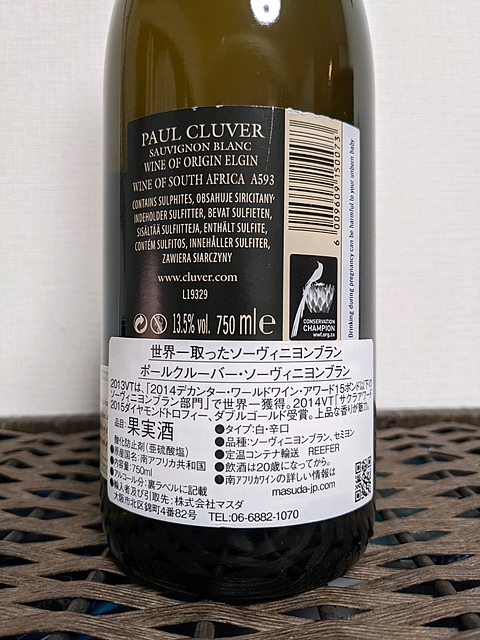 PAUL CLUVER
SAUVIGNON BLANC
WINE OF ORIGIN ELGIN
WINE OF SOUTH AFRICA A593
CONTAINS SULPHITES, OBSAHUJE SIRICITANY
INDEHOLDER SULFITTER, BEVAT SULFIETEN,
SISÄLTÄÄ SULFIITTEJA, ENTHÄLT SULFITE,
CONTÉM SULFITOS, INNEHÅLLER SULFITER,
ZAWIERA SIARCZYNY
www.cluver.com
L19329
13.5% vol. 750 ml e
6 009609 150073
CONSERVATION
CHAMPION
wwf.org.za
Drinking during pregnancy can be harmful to your unborn baby
世界一取ったソーヴィニヨンブラン
ポールクルーバー・ソーヴィニヨンブラン
2013VTは、「2014デカンター・ワールドワイン・アワード15ポンド以下の
ソーヴィニヨンブラン部門」で世界一獲得。2014VT「サクラアワード
2015ダイヤモンドトロフィー、ダブルゴールド受賞。上品な香りが魅力。
品目:果実酒
酸化防止剤(亜硫酸塩)
●原産国名:南アフリカ共和国
●内容量:750ml
●アルコール分:裏ラベルに記載
●輸入者及び引取先:株式会社マスダ
大阪市北区錦町4番82号 TEL:06-6882-1070
●タイプ:白・辛口
●品種:ソーヴィニヨンブラン、セミヨン
●定温コンテナ輸送 REEFER
●飲酒は20歳になってから。
●南アフリカワインの詳しい情報は
masuda-jp.com